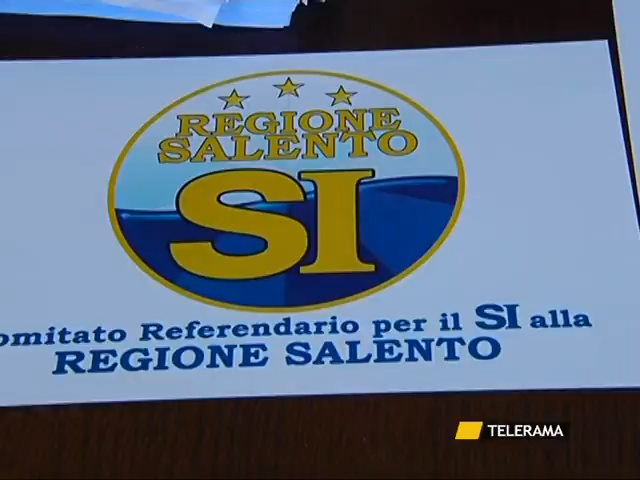 REGIONE
SALENTO
SI
omitato Referendario per il SI alla
REGIONE SALENTO
TELERAMA